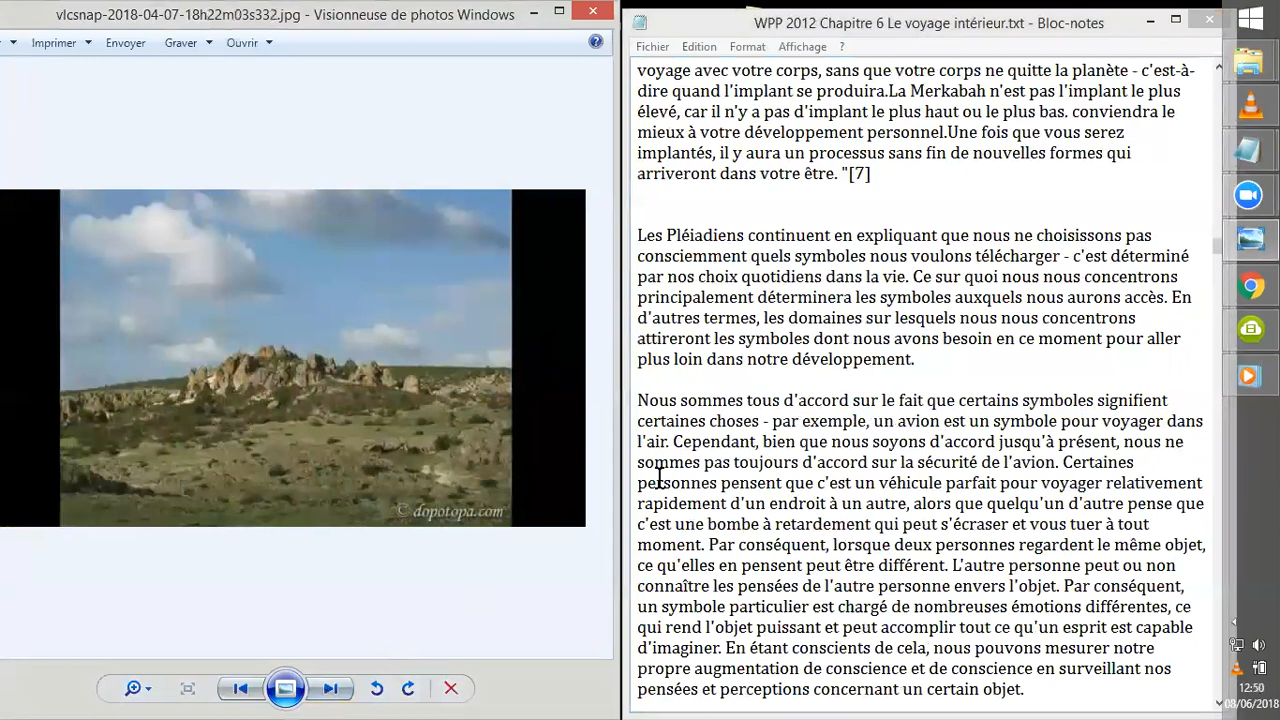 vlcsnap-2018-04-07-18h22m03s332.jpg - Visionneuse de photos Windows
Imprimer Envoyer Graver Ouvrir
© dopotopa.com
WPP 2012 Chapitre 6 Le voyage intérieur.txt - Bloc-notes
Fichier Edition Format Affichage ?
voyage avec votre corps, sans que votre corps ne quitte la planète - c'est-à-
dire quand l'implant se produira.La Merkabah n'est pas l'implant le plus
élevé, car il n'y a pas d'implant le plus haut ou le plus bas. conviendra le
mieux à votre développement personnel.Une fois que vous serez
implantés, il y aura un processus sans fin de nouvelles formes qui
arriveront dans votre être. "[7]
Les Pléiadiens continuent en expliquant que nous ne choisissons pas
consciemment quels symboles nous voulons télécharger - c'est déterminé
par nos choix quotidiens dans la vie. Ce sur quoi nous nous concentrons
principalement déterminera les symboles auxquels nous aurons accès. En
d'autres termes, les domaines sur lesquels nous nous concentrons
attireront les symboles dont nous avons besoin en ce moment pour aller
plus loin dans notre développement.
Nous sommes tous d'accord sur le fait que certains symboles signifient
certaines choses - par exemple, un avion est un symbole pour voyager dans
l'air. Cependant, bien que nous soyons d'accord jusqu'à présent, nous ne
sommes pas toujours d'accord sur la sécurité de l'avion. Certaines
personnes pensent que c'est un véhicule parfait pour voyager relativement
rapidement d'un endroit à un autre, alors que quelqu'un d'autre pense que
c'est une bombe à retardement qui peut s'écraser et vous tuer à tout
moment. Par conséquent, lorsque deux personnes regardent le même objet,
ce qu'elles en pensent peut être différent. L'autre personne peut ou non
connaître les pensées de l'autre personne envers l'objet. Par conséquent,
un symbole particulier est chargé de nombreuses émotions différentes, ce
qui rend l'objet puissant et peut accomplir tout ce qu'un esprit est capable
d'imaginer. En étant conscients de cela, nous pouvons mesurer notre
propre augmentation de conscience et de conscience en surveillant nos
pensées et perceptions concernant un certain objet.
12:50
08/06/2018